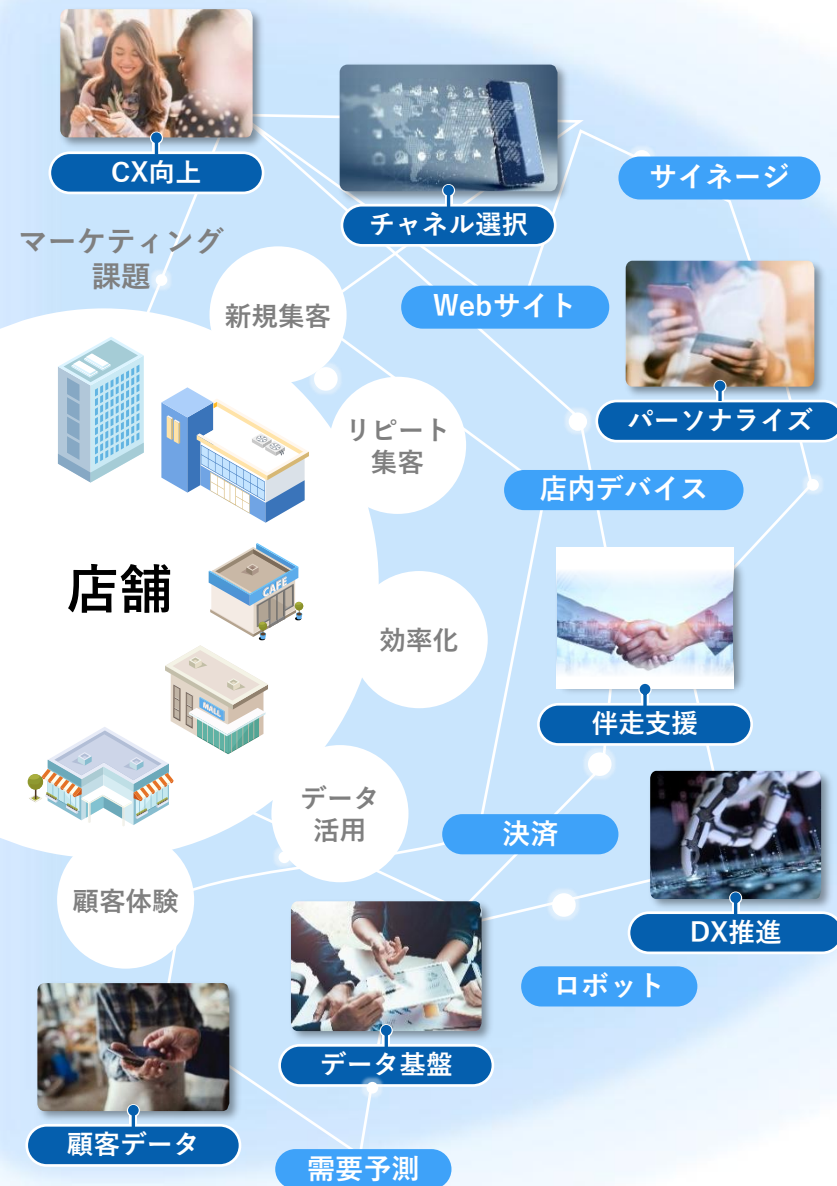 CX向上
チャネル選択
サイネージ
マーケティング
課題
新規集客
Webサイト
パーソナライズ
リピート
集客
店内デバイス
店舗
CAFE
効率化
MALL
伴走支援
データ
活用
決済
顧客体験
DX推進
ロボット
データ基盤
顧客データ
需要予測